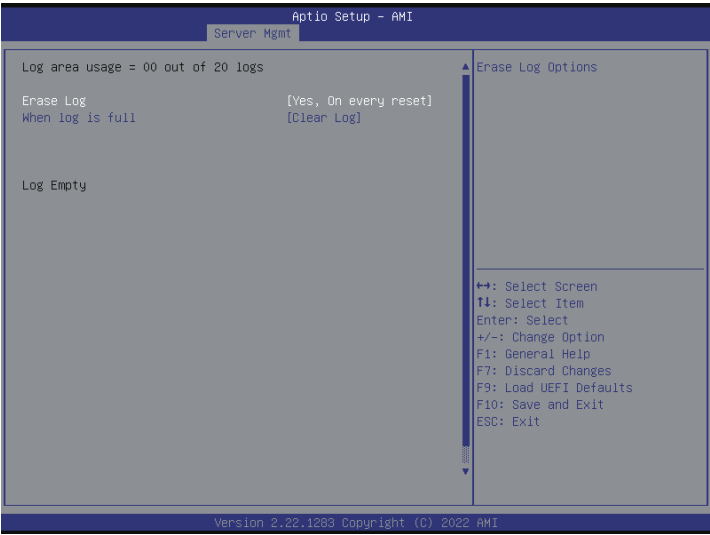 Aptio Setup – AMI
Server Mgmt
Log area usage = 00 out of 20 logs
Erase Log [Yes, On every reset]
When log is full [Clear Log]
Log Empty
Erase Log Options
↔: Select Screen
↑↓: Select Item
Enter: Select
+/-: Change Option
F1: General Help
F7: Discard Changes
F9: Load UEFI Defaults
F10: Save and Exit
ESC: Exit
Version 2.22.1283 Copyright (C) 2022 AMI